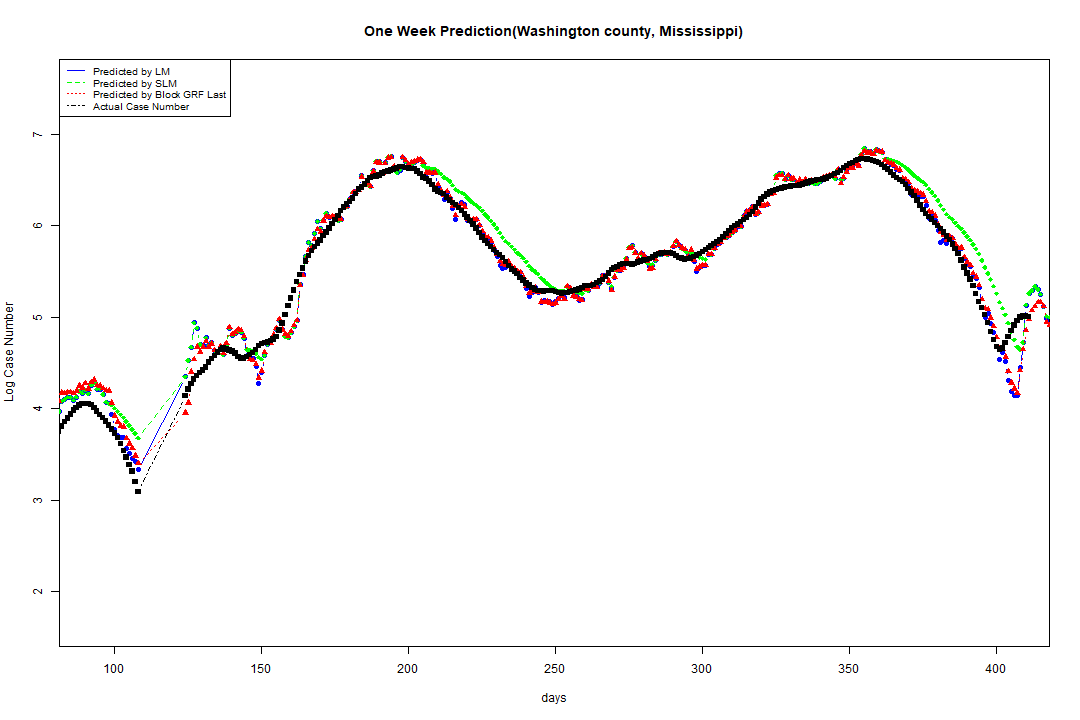 One Week Prediction(Washington county, Mississippi)
Predicted by LM
Predicted by SLM
Predicted by Block GRF Last
Actual Case Number
7
6
5
4
3
2
Log Case Number
100 150 200 250 300 350 400
days